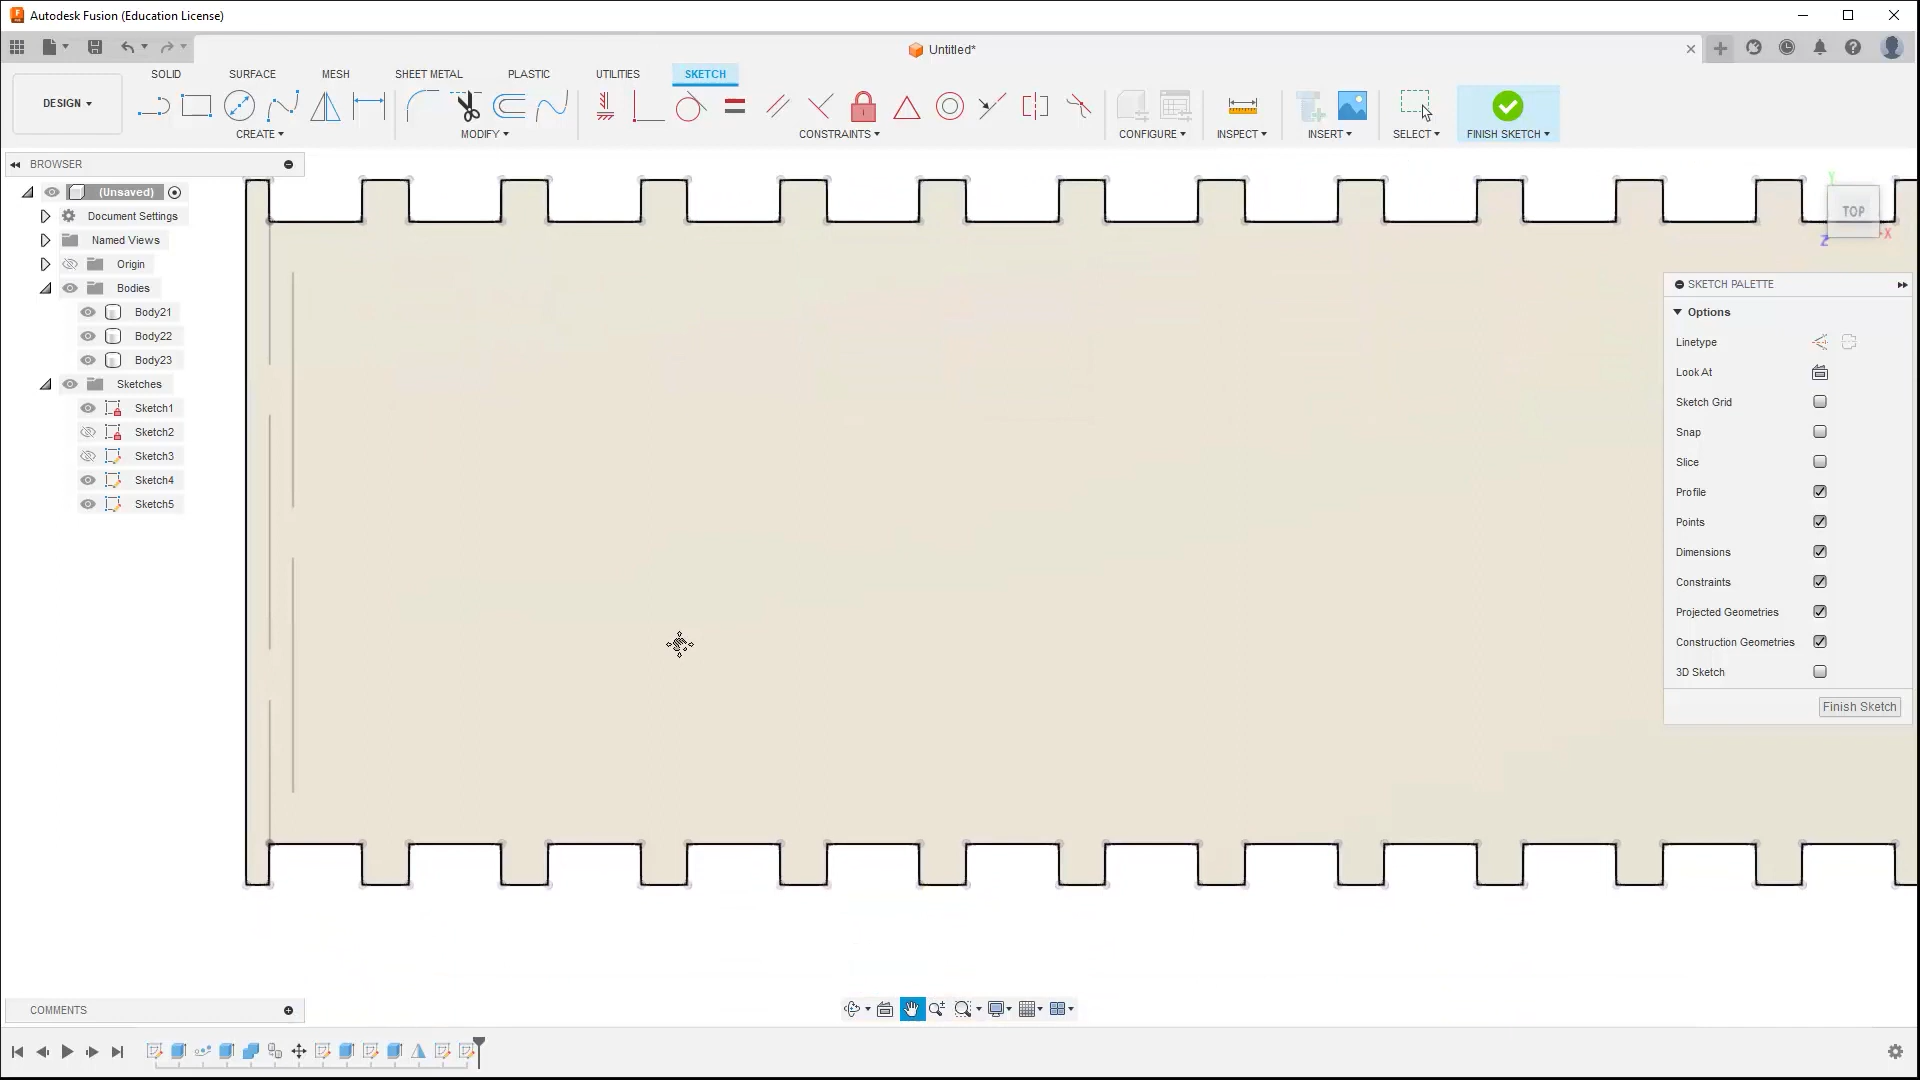 Autodesk Fusion (Education License)
Untitled*
SOLID SURFACE MESH SHEET METAL PLASTIC UTILITIES SKETCH
DESIGN
CREATE MODIFY CONSTRAINTS CONFIGURE INSPECT INSERT SELECT FINISH SKETCH
BROWSER
(Unsaved)
Document Settings
Named Views
Origin
Bodies
Body21
Body22
Body23
Sketches
Sketch1
Sketch2
Sketch3
Sketch4
Sketch5
Y
TOP
X
Z
SKETCH PALETTE
Options
Linetype
Look At
Sketch Grid
Snap
Slice
Profile
Points
Dimensions
Constraints
Projected Geometries
Construction Geometries
3D Sketch
Finish Sketch
COMMENTS